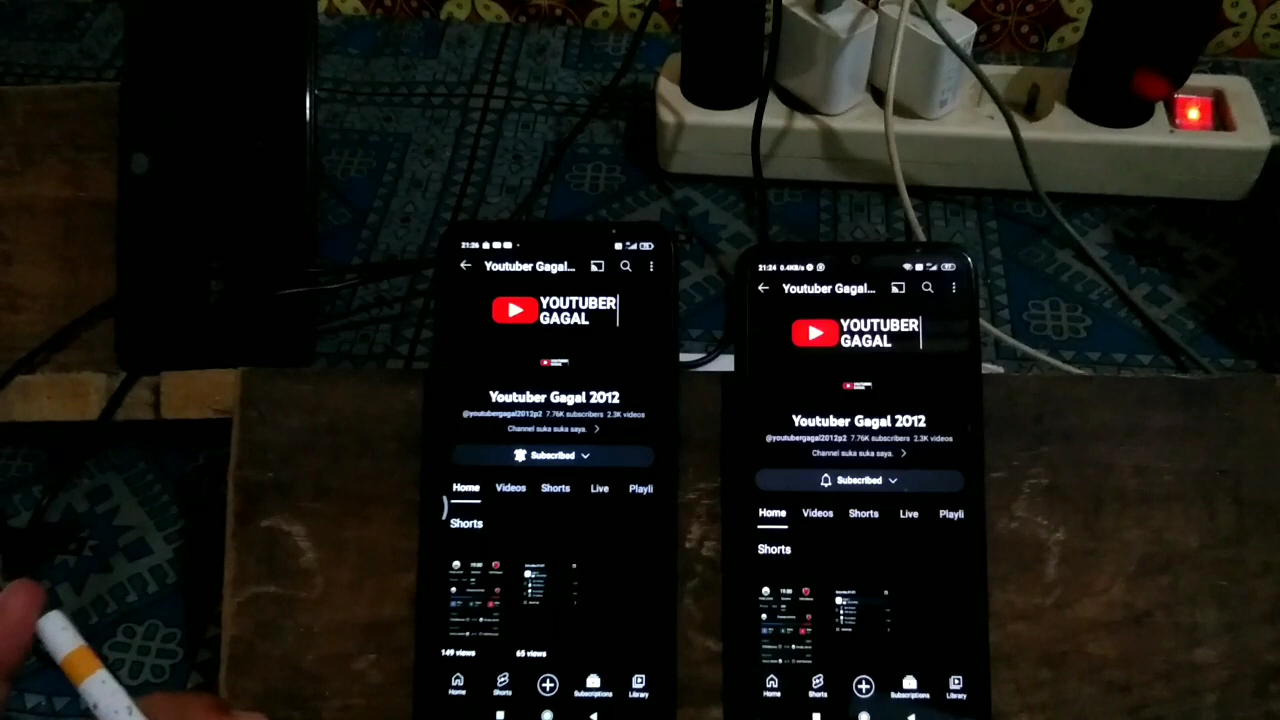 21:26
Youtuber Gagal...
YOUTUBER
GAGAL
Youtuber Gagal 2012
@youtubergagal2012p2 7.76K subscribers 2.3K videos
Channel suka suka saya.
Subscribed
Home Videos Shorts Live Playli
Shorts
149 views 65 views
Home Shorts Subscriptions Library
21:24 0.4KB/s
Youtuber Gagal...
YOUTUBER
GAGAL
Youtuber Gagal 2012
@youtubergagal2012p2 7.76K subscribers 2.3K videos
Channel suka suka saya.
Subscribed
Home Videos Shorts Live Playli
Shorts
Home Shorts Subscriptions Library